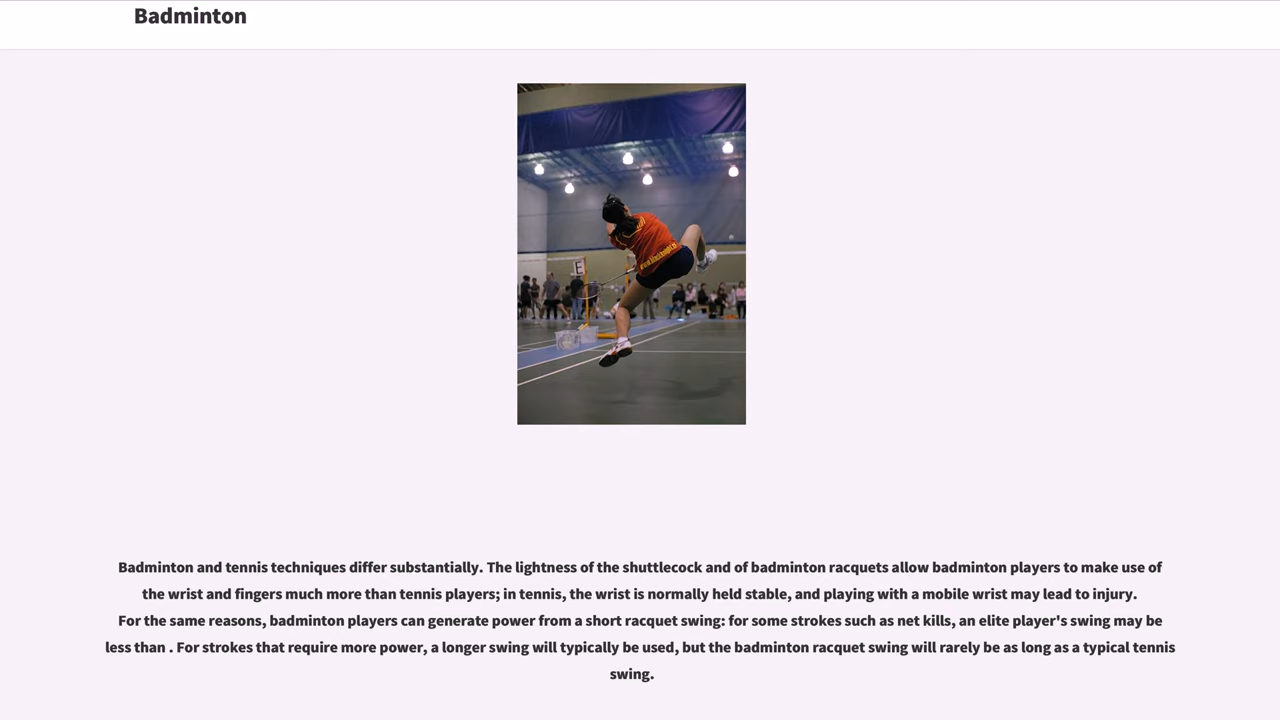 Badminton
E
Badminton and tennis techniques differ substantially. The lightness of the shuttlecock and of badminton racquets allow badminton players to make use of
the wrist and fingers much more than tennis players; in tennis, the wrist is normally held stable, and playing with a mobile wrist may lead to injury.
For the same reasons, badminton players can generate power from a short racquet swing: for some strokes such as net kills, an elite player's swing may be
less than . For strokes that require more power, a longer swing will typically be used, but the badminton racquet swing will rarely be as long as a typical tennis
swing.